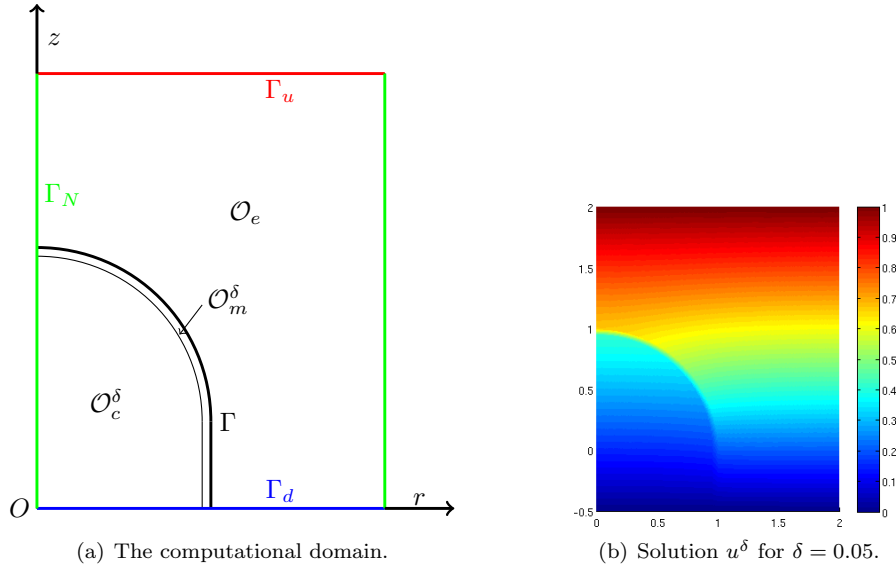 z
Γ_u
Γ_N
𝒪_e
𝒪_m^δ
𝒪_c^δ
Γ
Γ_d
O
r
(a) The computational domain.
2
1.5
1
0.5
0
-0.5
0
0.5
1
1.5
2
1
0.9
0.8
0.7
0.6
0.5
0.4
0.3
0.2
0.1
0
(b) Solution u^δ for δ = 0.05.